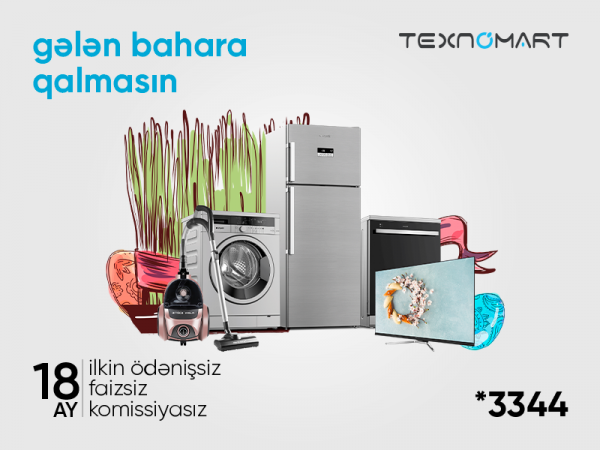 gələn bahara
qalmasın
TEXNOMART
18
AY
ilkin ödənişsiz
faizsiz
komissiyasız
*3344